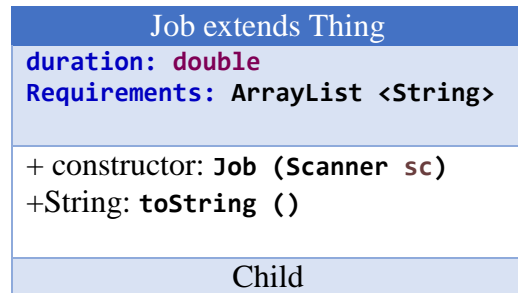 Job extends Thing
duration: double
Requirements: ArrayList <String>
+ constructor: Job (Scanner sc)
+String: toString ()
Child